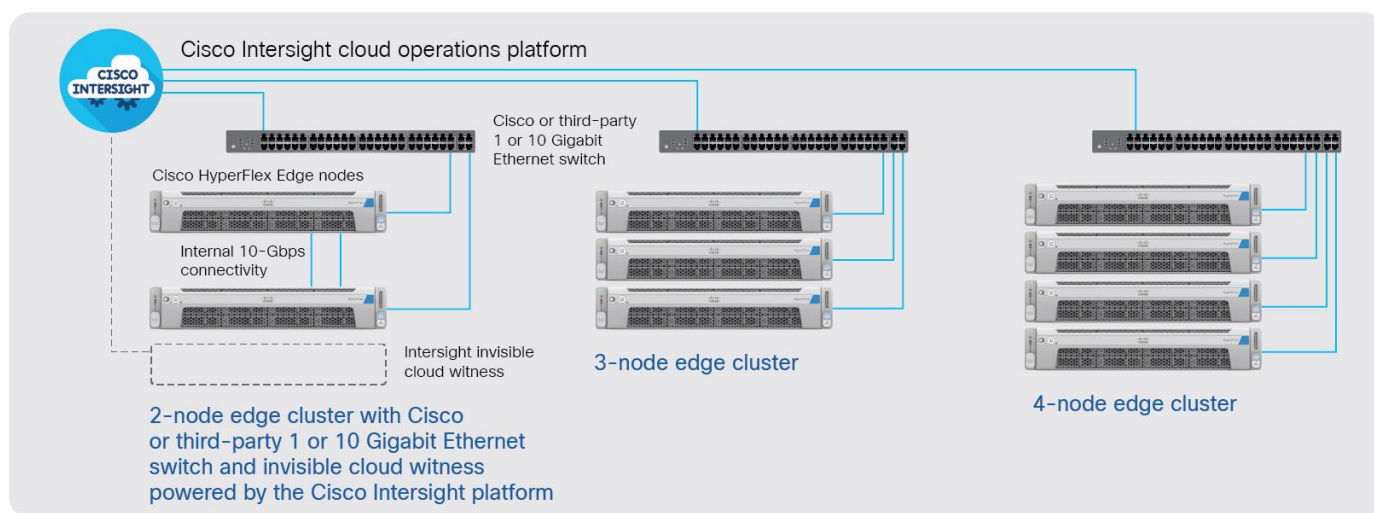 Cisco Intersight cloud operations platform
CISCO
INTERSIGHT
Cisco or third-party
1 or 10 Gigabit
Ethernet switch
Cisco HyperFlex Edge nodes
Internal 10-Gbps
connectivity
Intersight invisible
cloud witness
2-node edge cluster with Cisco
or third-party 1 or 10 Gigabit Ethernet
switch and invisible cloud witness
powered by the Cisco Intersight platform
3-node edge cluster
4-node edge cluster